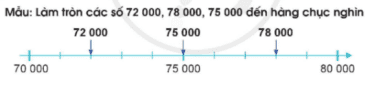 Mẫu: Làm tròn các số 72 000, 78 000, 75 000 đến hàng chục nghìn
72 000 75 000 78 000
70 000 75 000 80 000